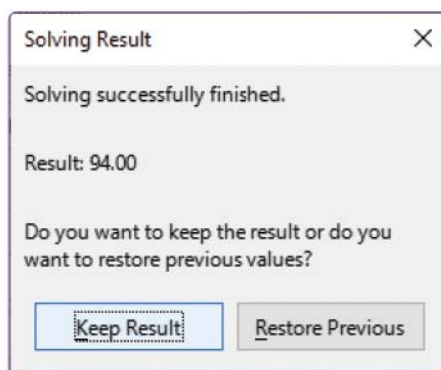 Solving Result
Solving successfully finished.
Result: 94.00
Do you want to keep the result or do you
want to restore previous values?
Keep Result
Restore Previous